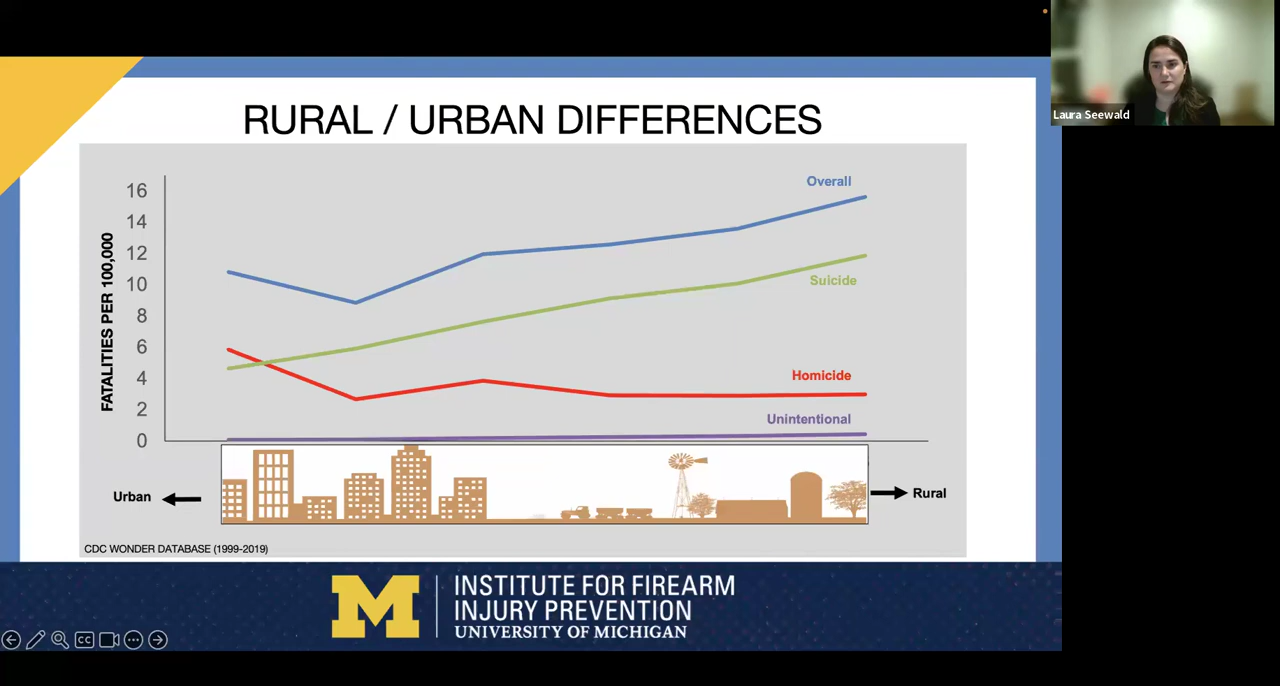 Laura Seewald
RURAL / URBAN DIFFERENCES
FATALITIES PER 100,000
16
14
12
10
8
6
4
2
0
Overall
Suicide
Homicide
Unintentional
Urban
Rural
CDC WONDER DATABASE (1999-2019)
M
INSTITUTE FOR FIREARM
INJURY PREVENTION
UNIVERSITY OF MICHIGAN
CC